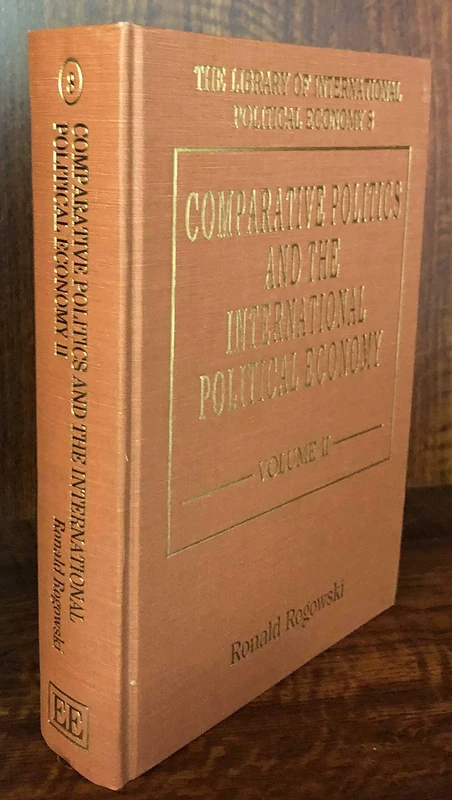 THE LIBRARY OF INTERNATIONAL
POLITICAL ECONOMY 8
COMPARATIVE POLITICS
AND THE
INTERNATIONAL
POLITICAL ECONOMY
VOLUME II
Ronald Rogowski
8
COMPARATIVE POLITICS AND THE INTERNATIONAL
POLITICAL ECONOMY II
Ronald Rogowski
EE